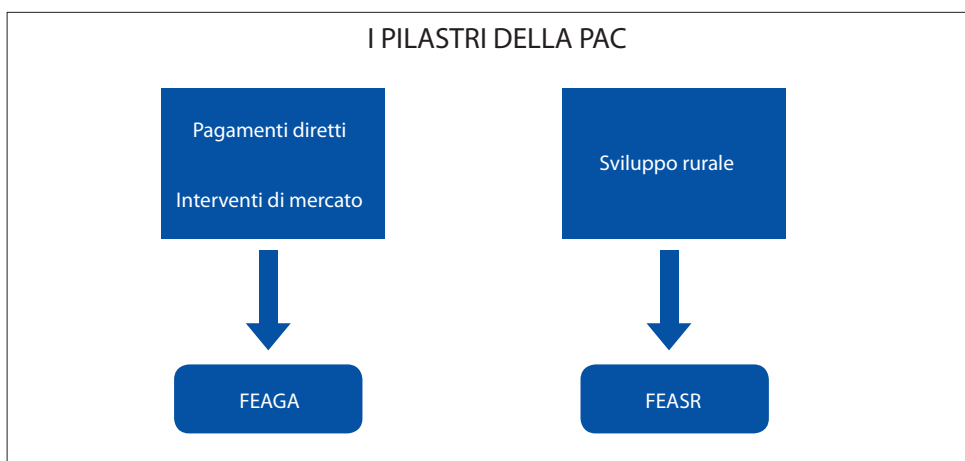 I PILASTRI DELLA PAC
Pagamenti diretti
Interventi di mercato
Sviluppo rurale
FEAGA
FEASR